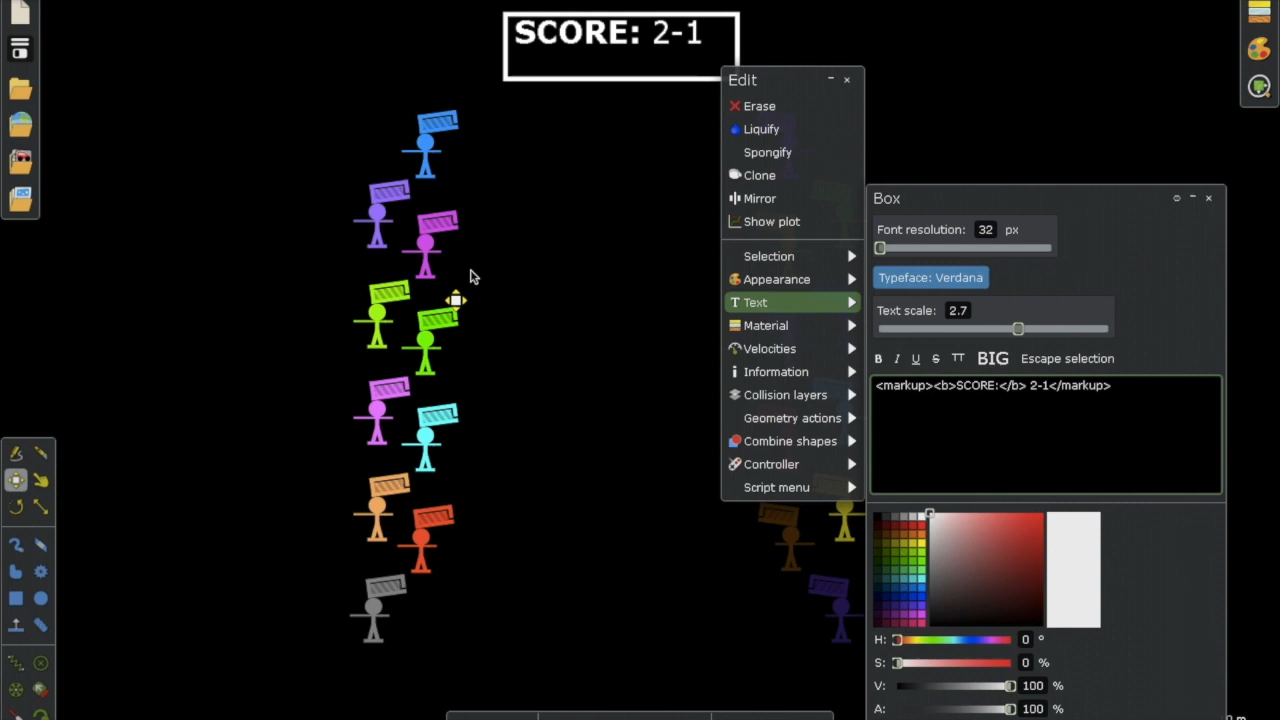 SCORE: 2-1
Edit
Erase
Liquify
Spongify
Clone
Mirror
Show plot
Selection
Appearance
Text
Material
Velocities
Information
Collision layers
Geometry actions
Combine shapes
Controller
Script menu
Box
Font resolution: 32 px
Typeface: Verdana
Text scale: 2.7
B I U S TT BIG Escape selection
<markup><b>SCORE:</b> 2-1</markup>
H: 0 °
S: 0 %
V: 100 %
A: 100 %